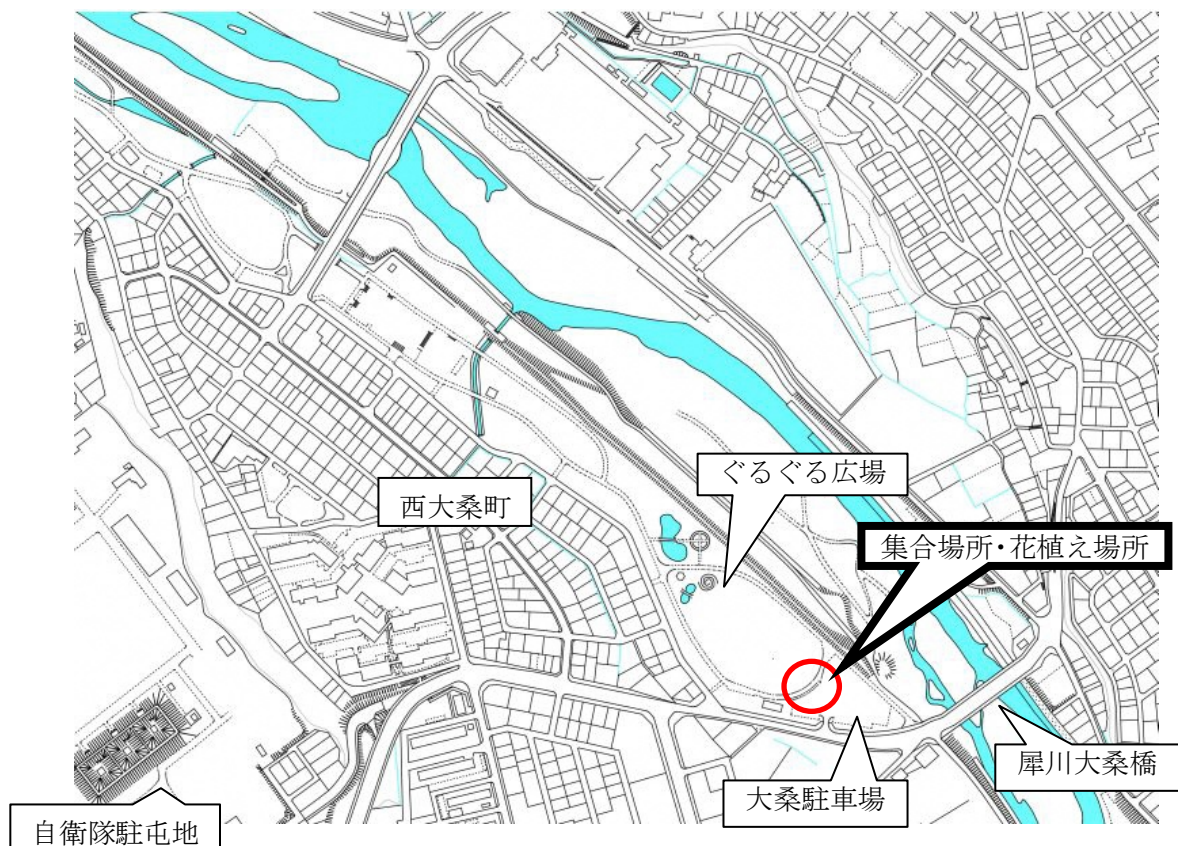 ぐるぐる広場
西大桑町
集合場所・花植え場所
犀川大桑橋
大桑駐車場
自衛隊駐屯地